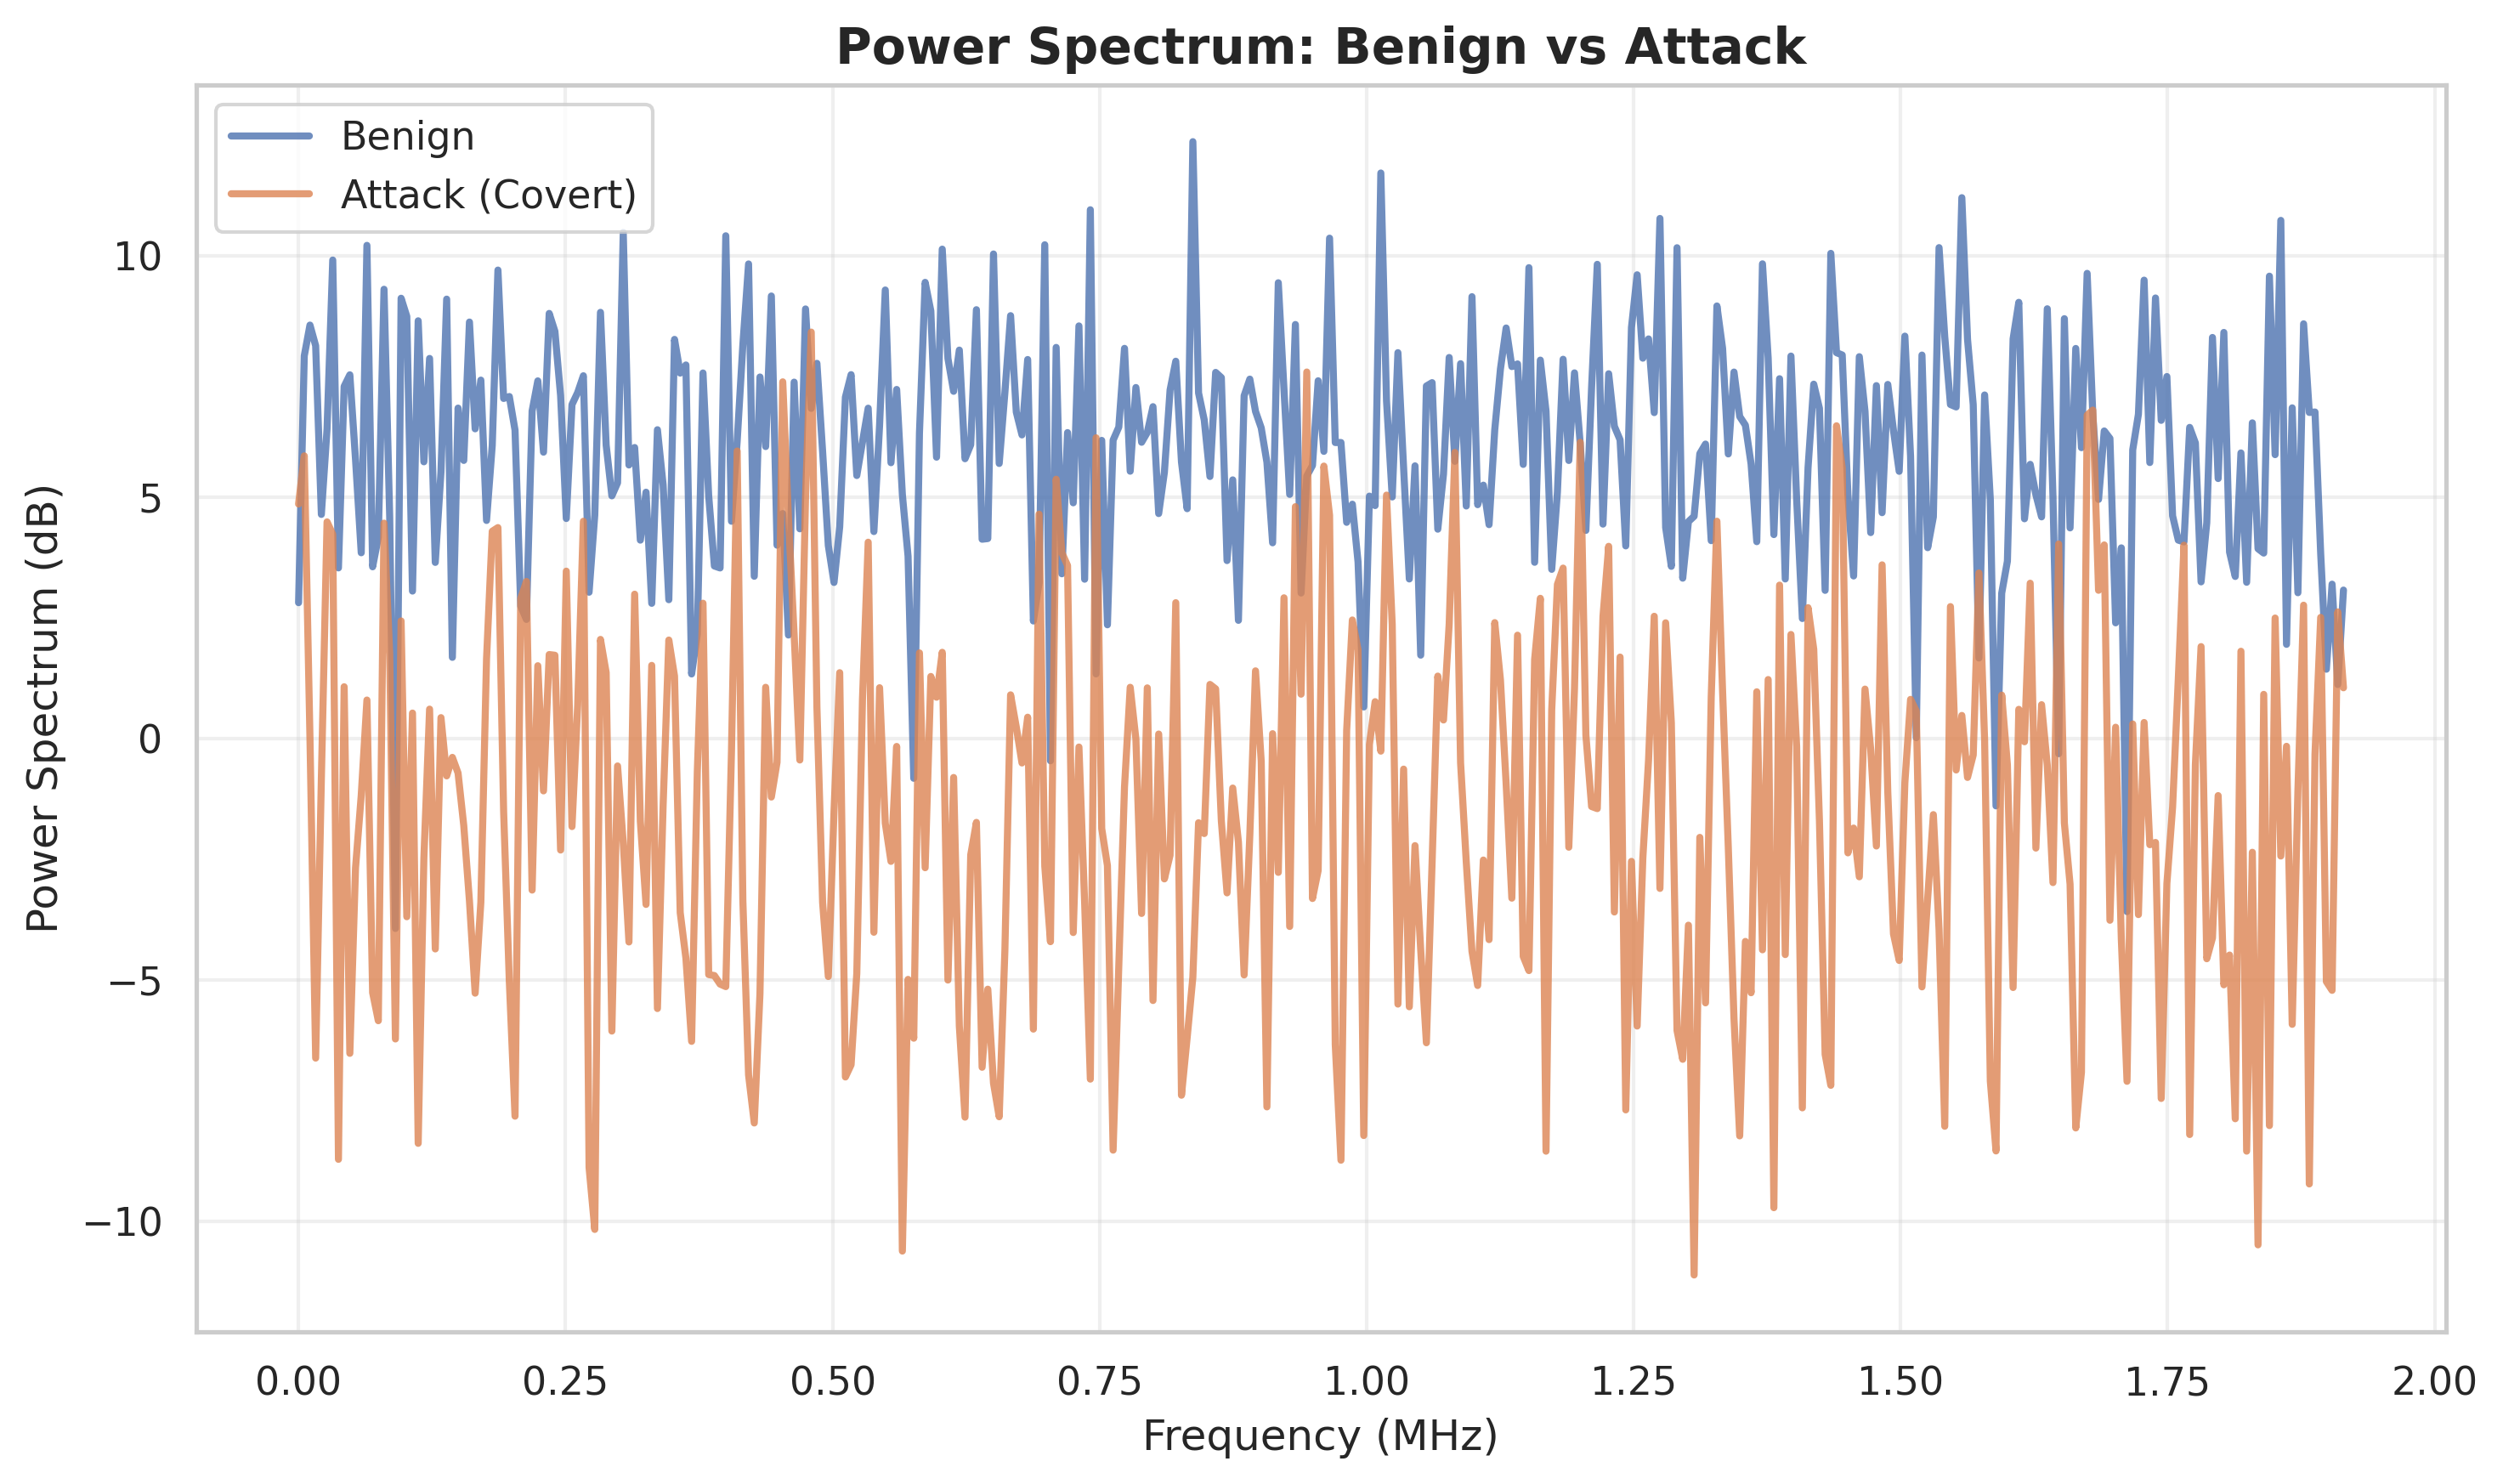 Power Spectrum: Benign vs Attack
Benign
Attack (Covert)
Power Spectrum (dB)
10
5
0
−5
−10
0.00 0.25 0.50 0.75 1.00 1.25 1.50 1.75 2.00
Frequency (MHz)